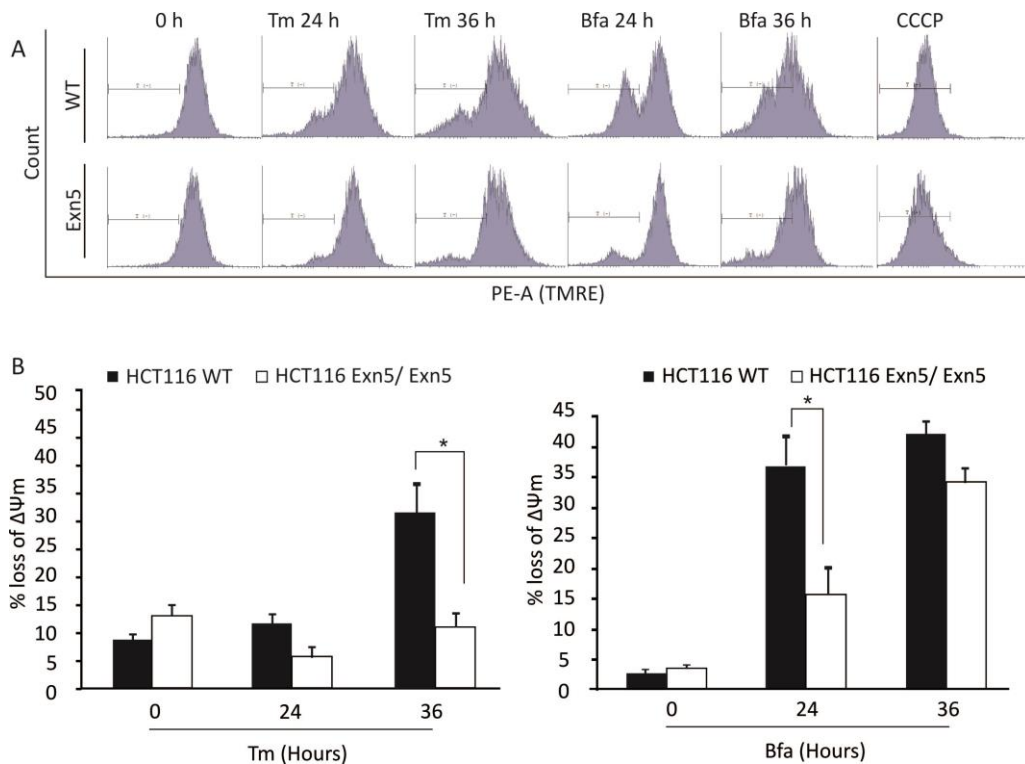 A
0 h Tm 24 h Tm 36 h Bfa 24 h Bfa 36 h CCCP
WT
Exn5
Count
PE-A (TMRE)
B
HCT116 WT HCT116 Exn5/ Exn5
% loss of ΔΨm
50
45
40
35
30
25
20
15
10
5
0
*
0 24 36
Tm (Hours)
HCT116 WT HCT116 Exn5/ Exn5
% loss of ΔΨm
45
40
35
30
25
20
15
10
5
0
*
0 24 36
Bfa (Hours)